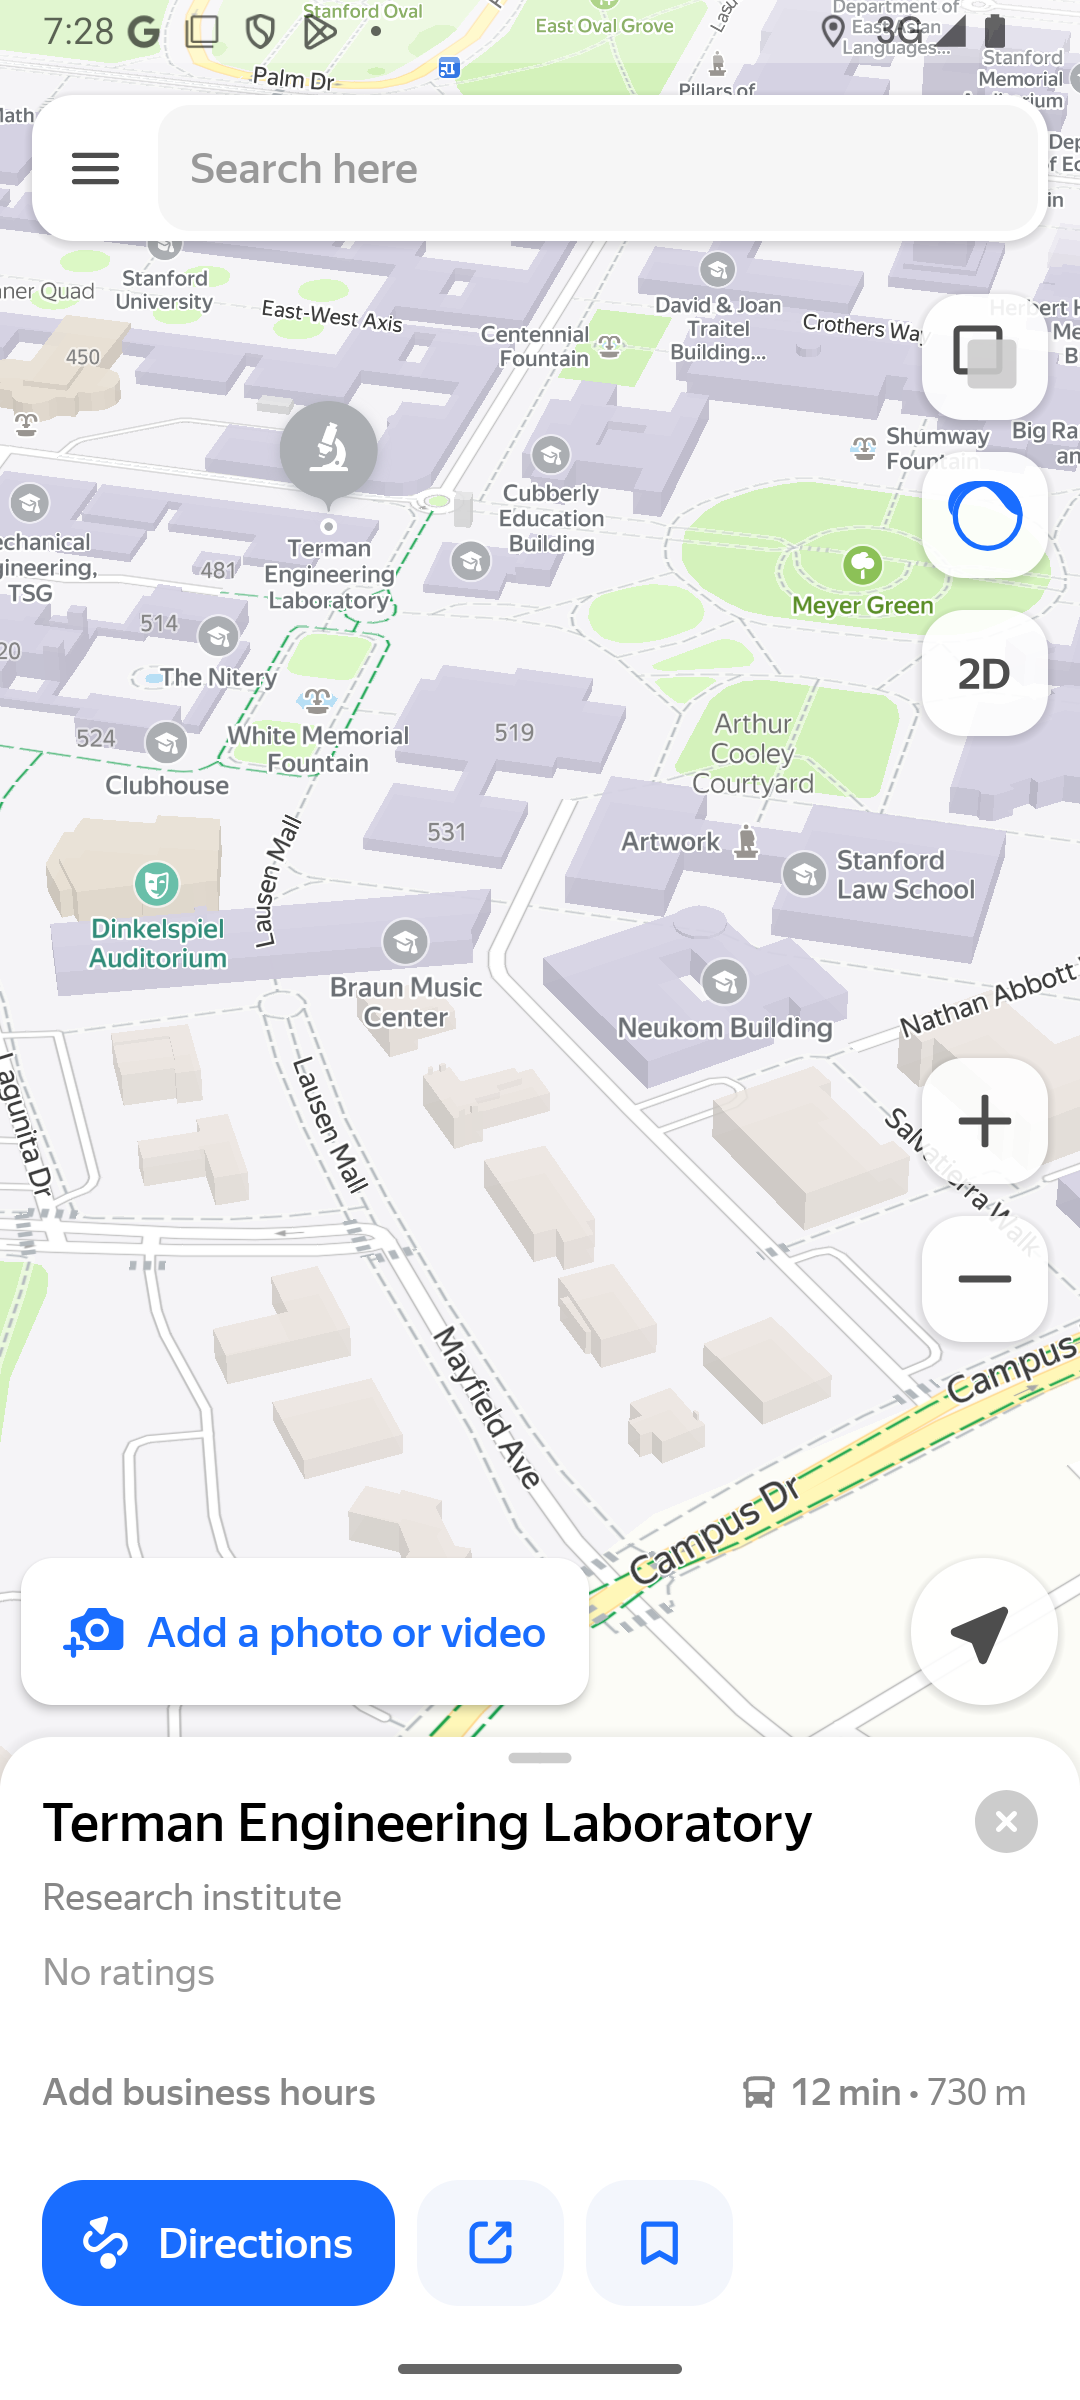 7:28
3G
Stanford Oval
East Oval Grove
Department of
East Asian
Languages...
Stanford
Memorial
Palm Dr
Pillars of
Search here
Stanford
University
East-West Axis
Centennial
Fountain
David & Joan
Traitel
Building...
Crothers Way
450
Shumway
Fountain
Big Ra
an
Cubberly
Education
Building
Terman
Engineering
Laboratory
echanical
gineering,
TSG
481
514
20
The Nitery
Meyer Green
2D
White Memorial
Fountain
524
Clubhouse
519
Arthur
Cooley
Courtyard
531
Artwork
Stanford
Law School
Lausen Mall
Dinkelspiel
Auditorium
Braun Music
Center
Neukom Building
Nathan Abbott
Lagunita Dr
Lausen Mall
Salvatierra Walk
Mayfield Ave
Campus
Campus Dr
Add a photo or video
Terman Engineering Laboratory
Research institute
No ratings
Add business hours
12 min • 730 m
Directions